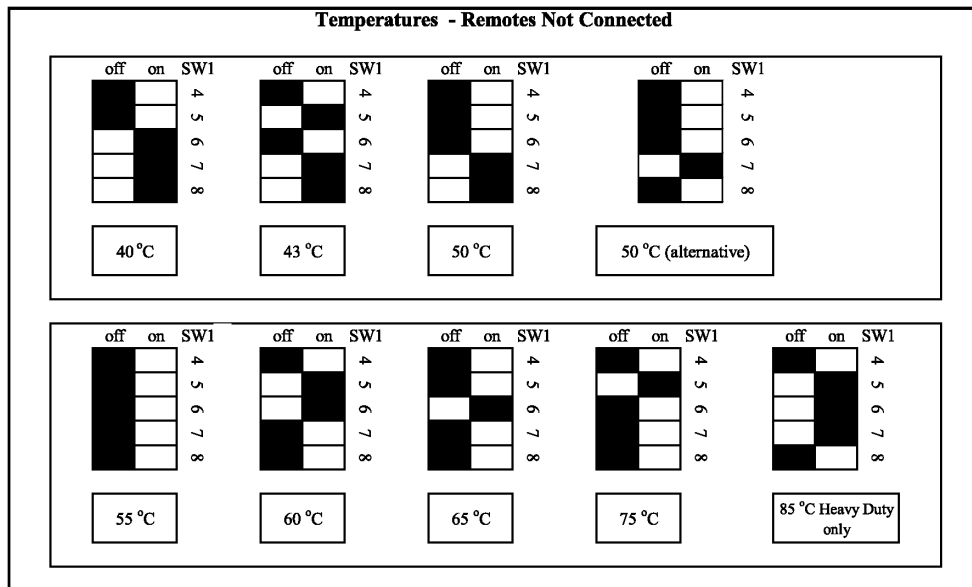 Temperatures - Remotes Not Connected
off on SW1 off on SW1 off on SW1 off on SW1
4 4 4 4
5 5 5 5
6 6 6 6
7 7 7 7
8 8 8 8
40 °C 43 °C 50 °C 50 °C (alternative)
off on SW1 off on SW1 off on SW1 off on SW1 off on SW1
4 4 4 4 4
5 5 5 5 5
6 6 6 6 6
7 7 7 7 7
8 8 8 8 8
55 °C 60 °C 65 °C 75 °C 85 °C Heavy Duty
only